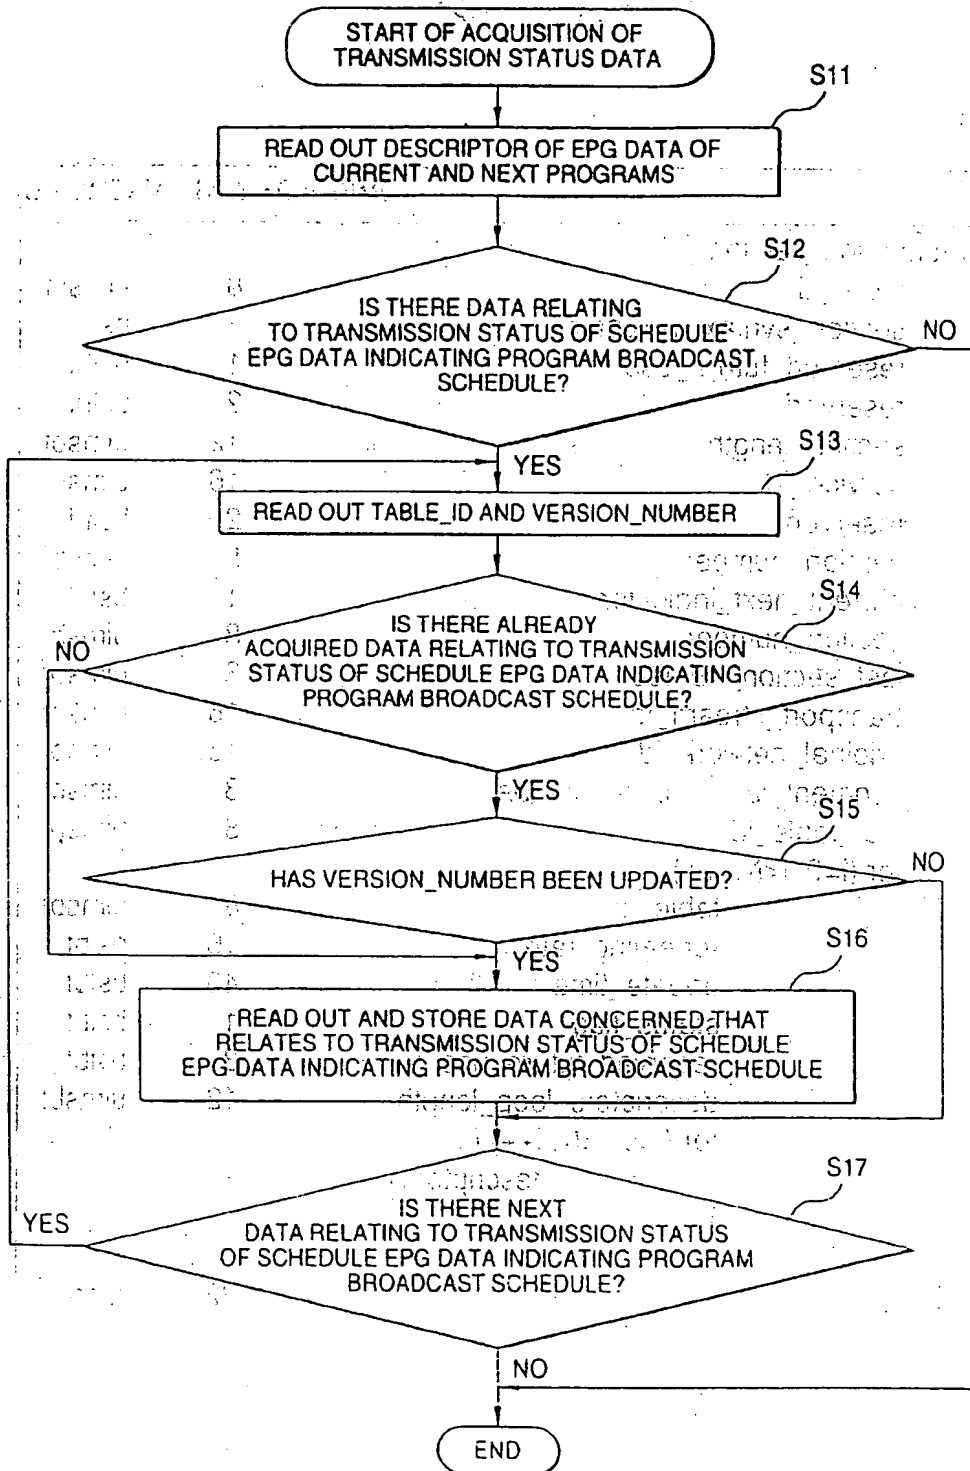 START OF ACQUISITION OF
TRANSMISSION STATUS DATA
S11
READ OUT DESCRIPTOR OF EPG DATA OF
CURRENT AND NEXT PROGRAMS
S12
IS THERE DATA RELATING
TO TRANSMISSION STATUS OF SCHEDULE
EPG DATA INDICATING PROGRAM BROADCAST
SCHEDULE?
NO
YES
S13
READ OUT TABLE_ID AND VERSION_NUMBER
S14
IS THERE ALREADY
ACQUIRED DATA RELATING TO TRANSMISSION
STATUS OF SCHEDULE EPG DATA INDICATING
PROGRAM BROADCAST SCHEDULE?
NO
YES
S15
HAS VERSION_NUMBER BEEN UPDATED?
NO
YES
S16
READ OUT AND STORE DATA CONCERNED THAT
RELATES TO TRANSMISSION STATUS OF SCHEDULE
EPG DATA INDICATING PROGRAM BROADCAST SCHEDULE
S17
IS THERE NEXT
DATA RELATING TO TRANSMISSION STATUS
OF SCHEDULE EPG DATA INDICATING PROGRAM
BROADCAST SCHEDULE?
YES
NO
END